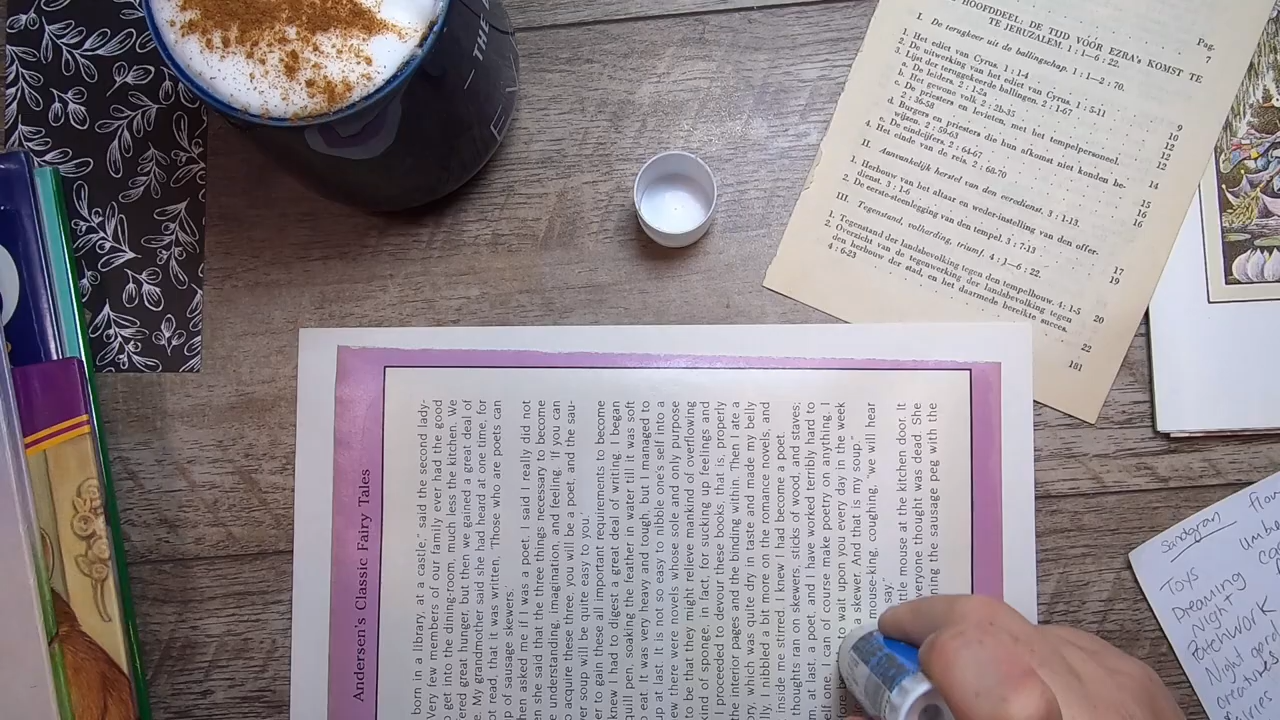 THE
HOOFDDEEL: DE TIJD VÓÓR EZRA's KOMST TE
TE JERUZALEM. 1 : 1—6 : 22.
Pag.
I. De terugkeer uit de ballingschap. 1 : 1—2 : 70. 7
1. Het edict van Cyrus. 1 : 1-4
2. De uitwerking van het edict van Cyrus. 1 : 5-11 9
3. Lijst der teruggekeerde ballingen. 2 : 1-67 10
a. De leiders. 2 : 1-2a 12
b. Het gewone volk. 2 : 2b-35 12
c. De priesters en levieten, met het tempelpersoneel. 12
2 : 36-58
d. Burgers en priesters die hun afkomst niet konden be-
wijzen. 2 : 59-63 14
e. De eindcijfers. 2 : 64-67
4. Het einde van de reis. 2 : 68-70 15
II. Aanvankelijk herstel van den eeredienst. 3 : 1-13. 16
1. Herbouw van het altaar en weder-instelling van den offer-
dienst. 3 : 1-6 16
2. De eerste-steenlegging van den tempel. 3 : 7-13
III. Tegenstand, volharding, triumf. 4 : 1—6 : 22. 17
1. Tegenstand der landsbevolking tegen den tempelbouw. 4 : 1-5 19
2. Overzicht van de tegenwerking der landsbevolking tegen
den herbouw der stad, en het daarmede bereikte succes. 20
4 : 6-23
22
181
Andersen's Classic Fairy Tales
born in a library, at a castle," said the second lady.
very few members of our family ever had the good
o get into the dining-room, much less the kitchen. We
ered great hunger, but then we gained a great deal of
e. My grandmother said she had heard at one time, for
ot read, that it was written, 'Those who are poets can
p of sausage skewers.'
hen asked me if I was a poet. I said I really did not
en she said that the three things necessary to become
e understanding, imagination, and feeling. 'If you can
to acquire these three, you will be a poet, and the sau-
er soup will be quite easy to you.'
er to gain these all important requirements to become
knew I had to digest a great deal of writing. I began
quill pen, soaking the feather in water till it was soft
o eat. It was very heavy and tough, but I managed to
up at last. It is not so easy to nibble one's self into a
ew there were novels whose sole and only purpose
to be that they might relieve mankind of overflowing
kind of sponge, in fact, for sucking up feelings and
I proceeded to devour these books, that is, properly
the interior pages and the binding within. Then I ate a
ory, which was quite dry in taste and made my belly
lly, I nibbled a bit more on the romance novels, and
inside me stirred. I knew I had become a poet.
thoughts ran on skewers, sticks of wood, and staves;
m, at last, a poet, and I have worked terribly hard to
elf one. I can of course make poetry on anything. I
wait upon you every day in the week
a skewer. And that is my soup."
mouse-king, coughing, "we will hear
say."
ttle mouse at the kitchen door. It
everyone thought was dead. She
ning the sausage peg with the
Sandgran
Toys
Dreaming
Night
Patchwork